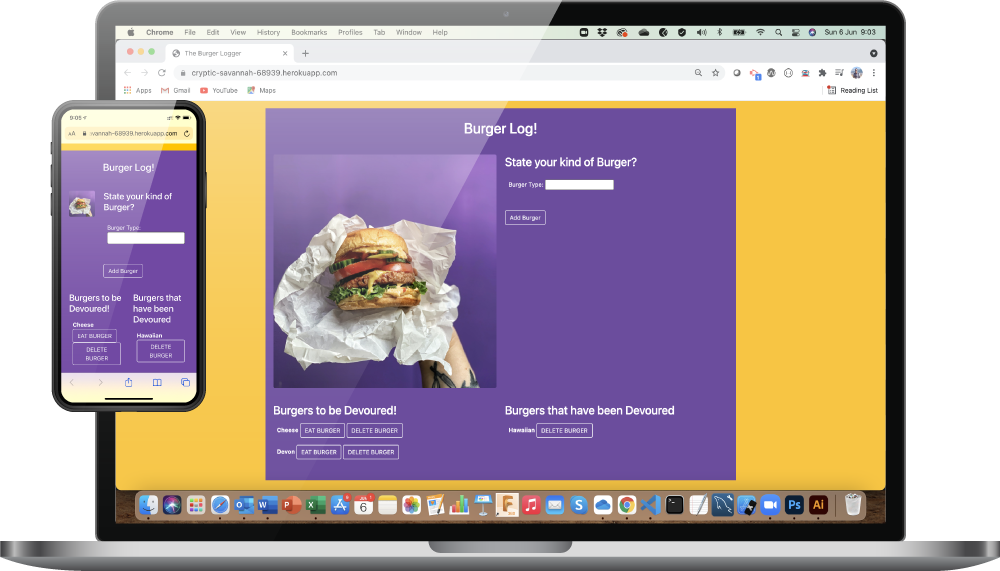 Chrome File Edit View History Bookmarks Profiles Tab Window Help Sun 6 Jun 9:03
The Burger Logger
cryptic-savannah-68939.herokuapp.com
Apps Gmail YouTube Maps Reading List
Burger Log!
State your kind of Burger?
Burger Type:
Add Burger
Burgers to be Devoured!
Cheese EAT BURGER DELETE BURGER
Devon EAT BURGER DELETE BURGER
Burgers that have been Devoured
Hawaiian DELETE BURGER
6
Ps Ai
9:05
AA vannah-68939.herokuapp.com
Burger Log!
State your kind of
Burger?
Burger Type:
Add Burger
Burgers to be
Devoured!
Cheese
EAT BURGER
DELETE
BURGER
Burgers that
have been
Devoured
Hawaiian
DELETE
BURGER